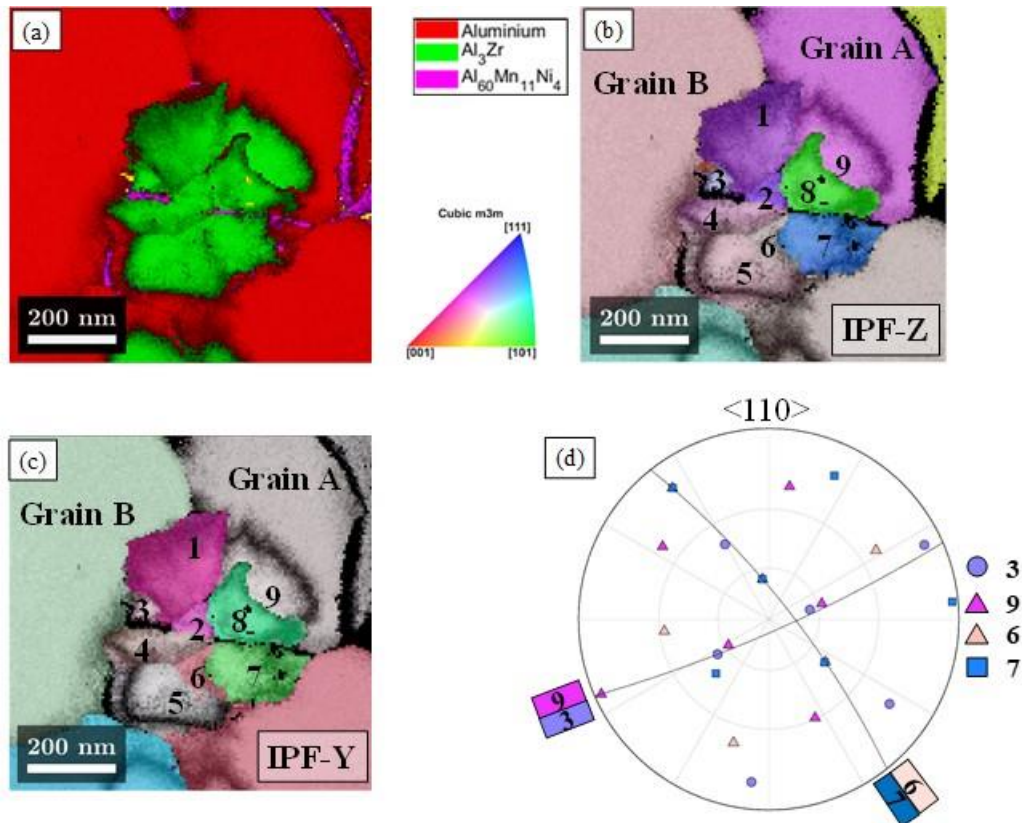 (a)
Aluminium
Al3Zr
Al60Mn11Ni4
(b)
Grain A
Grain B
1
2
3
4
5
6
7
8
9
Cubic m3m
[111]
[001]
[101]
200 nm
200 nm
IPF-Z
(c)
Grain A
Grain B
1
2
3
4
5
6
7
8
9
200 nm
IPF-Y
<110>
(d)
3
9
6
7
9
3
6
7